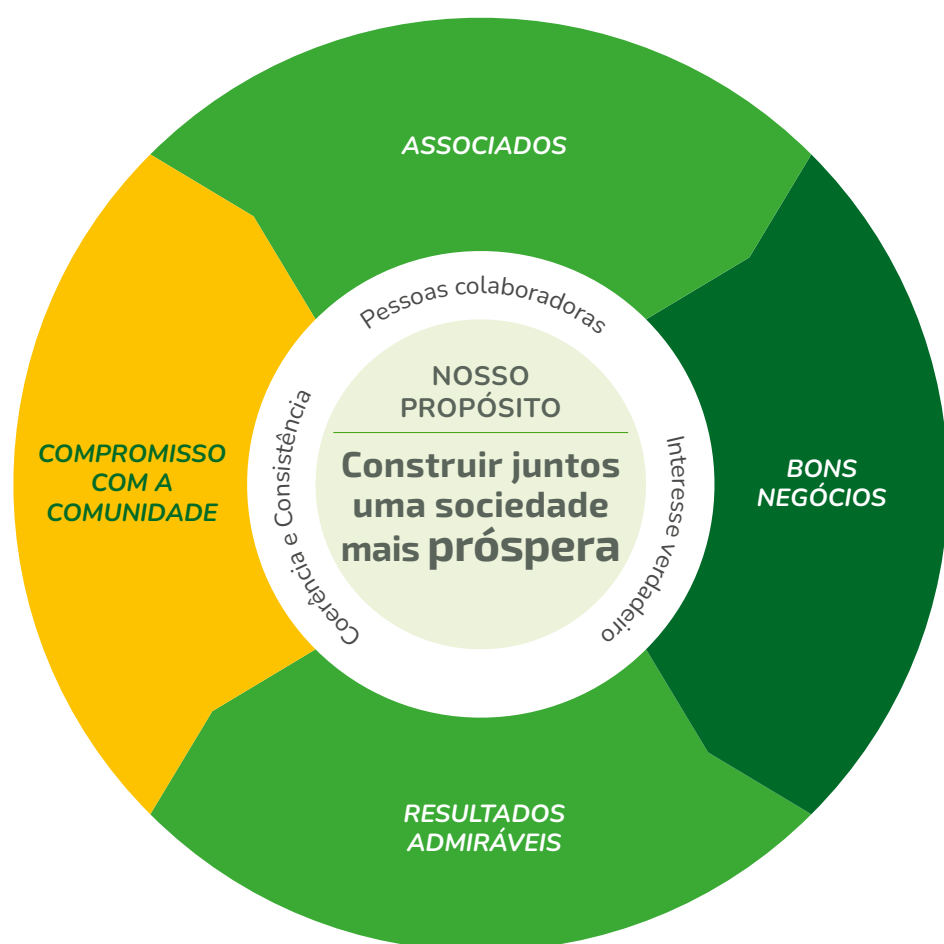 ASSOCIADOS
Pessoas colaboradoras
NOSSO
PROPÓSITO
Construir juntos
uma sociedade
mais próspera
Coerência e Consistência
Interesse verdadeiro
COMPROMISSO
COM A
COMUNIDADE
BONS
NEGÓCIOS
RESULTADOS
ADMIRÁVEIS